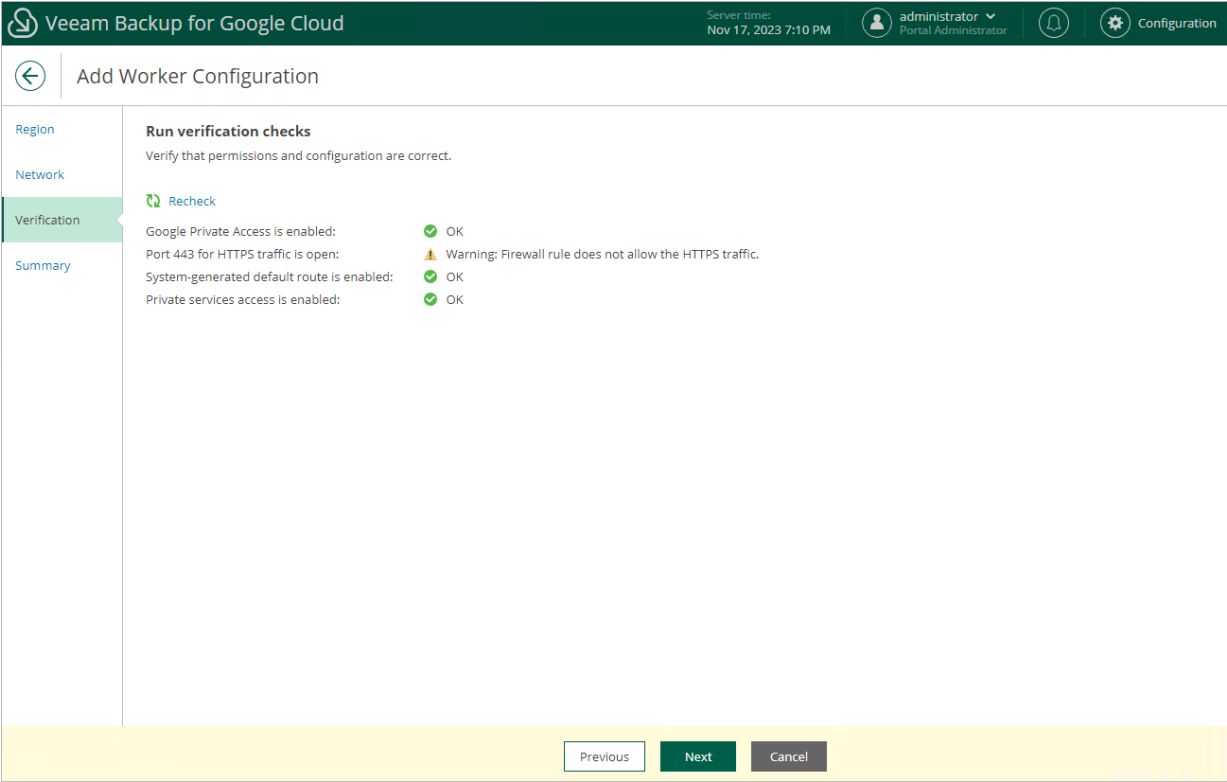 Veeam Backup for Google Cloud
Server time:
Nov 17, 2023 7:10 PM
administrator
Portal Administrator
Configuration
Add Worker Configuration
Region
Network
Verification
Summary
Run verification checks
Verify that permissions and configuration are correct.
Recheck
Google Private Access is enabled: OK
Port 443 for HTTPS traffic is open: Warning: Firewall rule does not allow the HTTPS traffic.
System-generated default route is enabled: OK
Private services access is enabled: OK
Previous Next Cancel